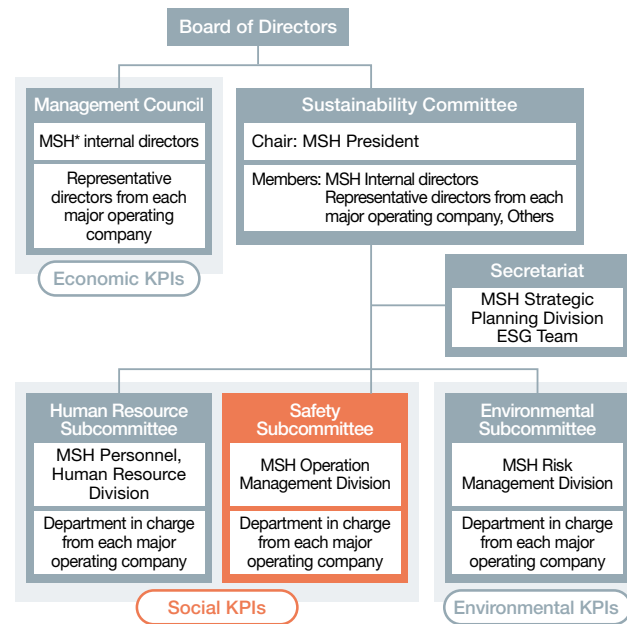 Board of Directors
Management Council
MSH* internal directors
Representative
directors from each
major operating
company
Economic KPIs
Sustainability Committee
Chair: MSH President
Members: MSH Internal directors
Representative directors from each
major operating company, Others
Secretariat
MSH Strategic
Planning Division
ESG Team
Human Resource
Subcommittee
MSH Personnel,
Human Resource
Division
Department in charge
from each major
operating company
Safety
Subcommittee
MSH Operation
Management Division
Department in charge
from each major
operating company
Social KPIs
Environmental
Subcommittee
MSH Risk
Management Division
Department in charge
from each major
operating company
Environmental KPIs